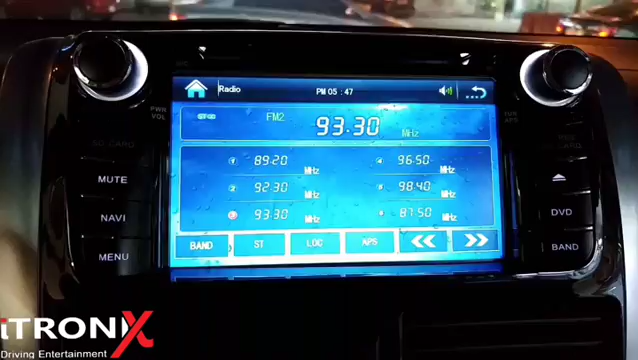 Radio
PM 05 : 47
FM2
93.30
MHz
89.20
MHz
96.50
MHz
92.30
MHz
98.40
MHz
93.30
MHz
87.50
MHz
BAND
ST
LOC
APS
PWR
VOL
MUTE
NAVI
MENU
DVD
BAND
iTRONIX
Driving Entertainment